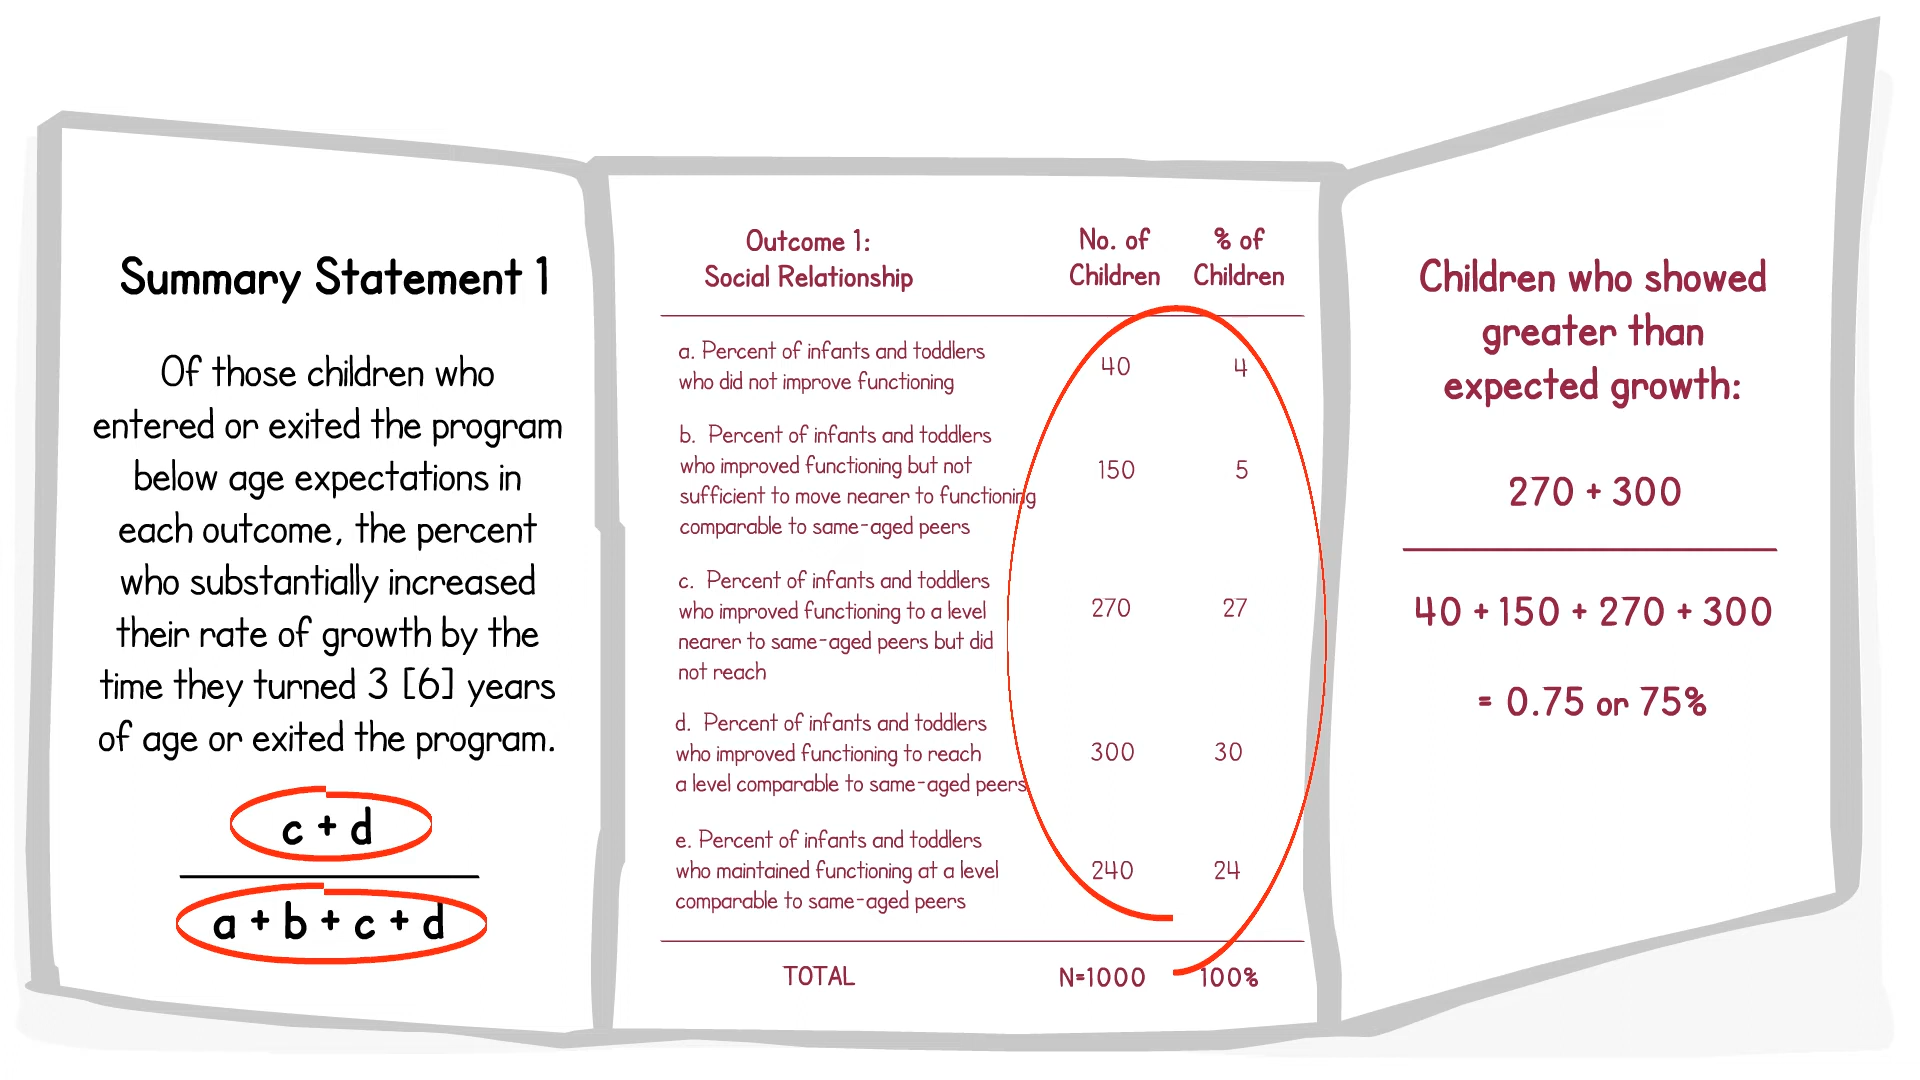 Summary Statement 1
Of those children who
entered or exited the program
below age expectations in
each outcome, the percent
who substantially increased
their rate of growth by the
time they turned 3 [6] years
of age or exited the program.
c + d
a + b + c + d
Outcome 1:
Social Relationship
No. of
Children
% of
Children
a. Percent of infants and toddlers
who did not improve functioning
40
4
b. Percent of infants and toddlers
who improved functioning but not
sufficient to move nearer to functioning
comparable to same-aged peers
150
5
c. Percent of infants and toddlers
who improved functioning to a level
nearer to same-aged peers but did
not reach
270
27
d. Percent of infants and toddlers
who improved functioning to reach
a level comparable to same-aged peers
300
30
e. Percent of infants and toddlers
who maintained functioning at a level
comparable to same-aged peers
240
24
TOTAL
N=1000
100%
Children who showed
greater than
expected growth:
270 + 300
40 + 150 + 270 + 300
= 0.75 or 75%